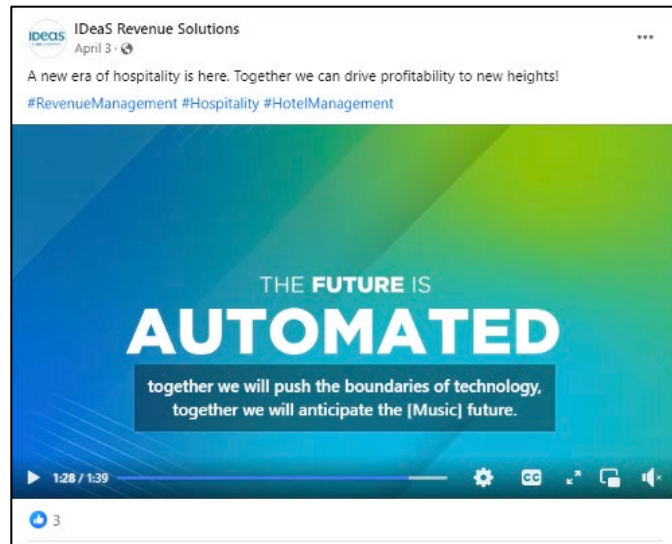 IDeaS
IDeaS Revenue Solutions
April 3 ·
A new era of hospitality is here. Together we can drive profitability to new heights!
#RevenueManagement #Hospitality #HotelManagement
THE FUTURE IS
AUTOMATED
together we will push the boundaries of technology,
together we will anticipate the [Music] future.
1:28 / 1:39
CC
3